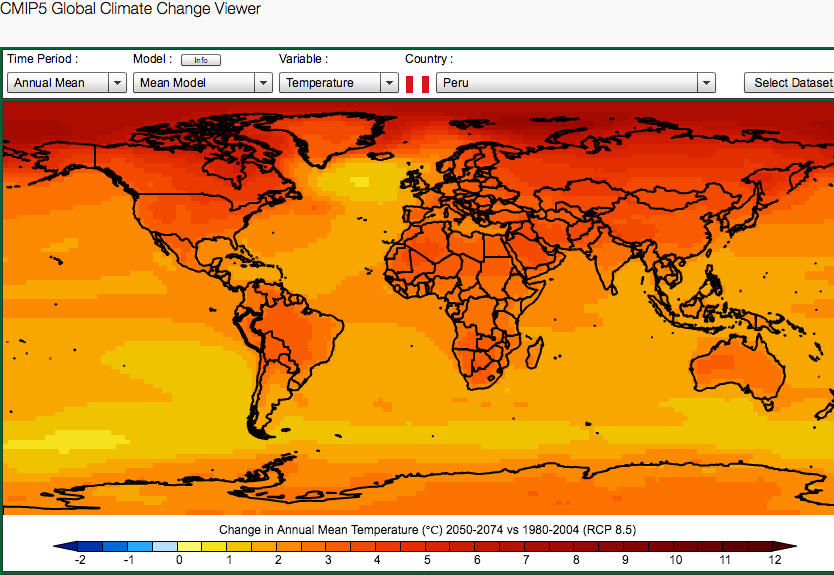 CMIP5 Global Climate Change Viewer
Time Period : Model : Info Variable : Country :
Annual Mean Mean Model Temperature Peru Select Dataset
Change in Annual Mean Temperature (°C) 2050-2074 vs 1980-2004 (RCP 8.5)
-2 -1 0 1 2 3 4 5 6 7 8 9 10 11 12